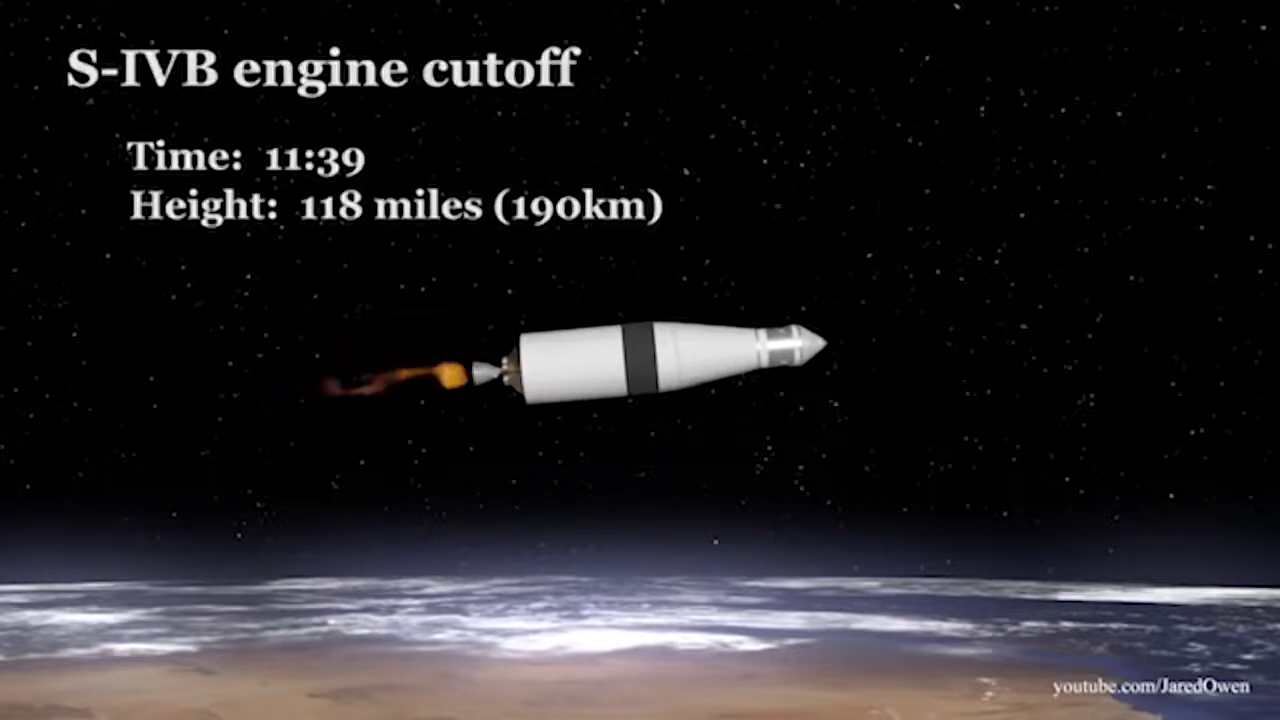 S-IVB engine cutoff
Time: 11:39
Height: 118 miles (190km)
youtube.com/JaredOwen